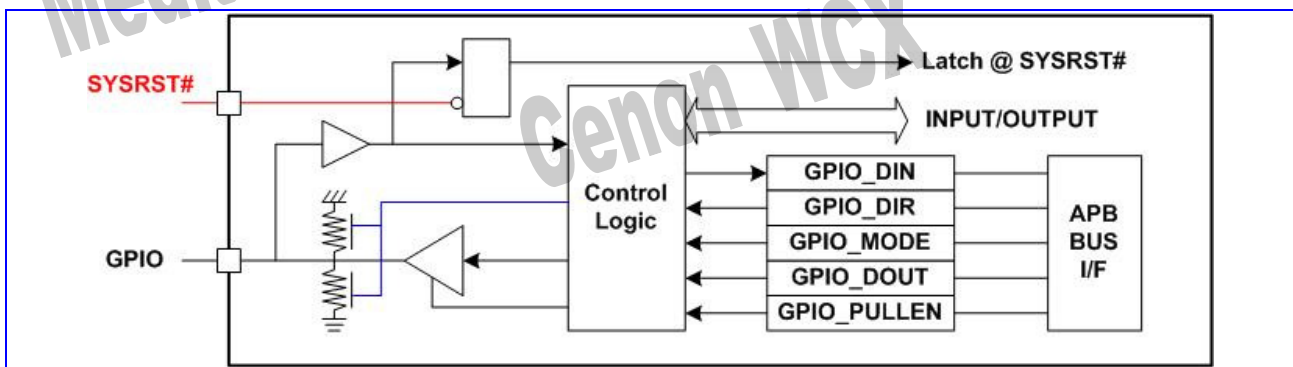 SYSRST#
Latch @ SYSRST#
INPUT/OUTPUT
Cenon WCX
GPIO_DIN
Control
Logic
GPIO_DIR
APB
BUS
I/F
GPIO_MODE
GPIO
GPIO_DOUT
GPIO_PULLEN